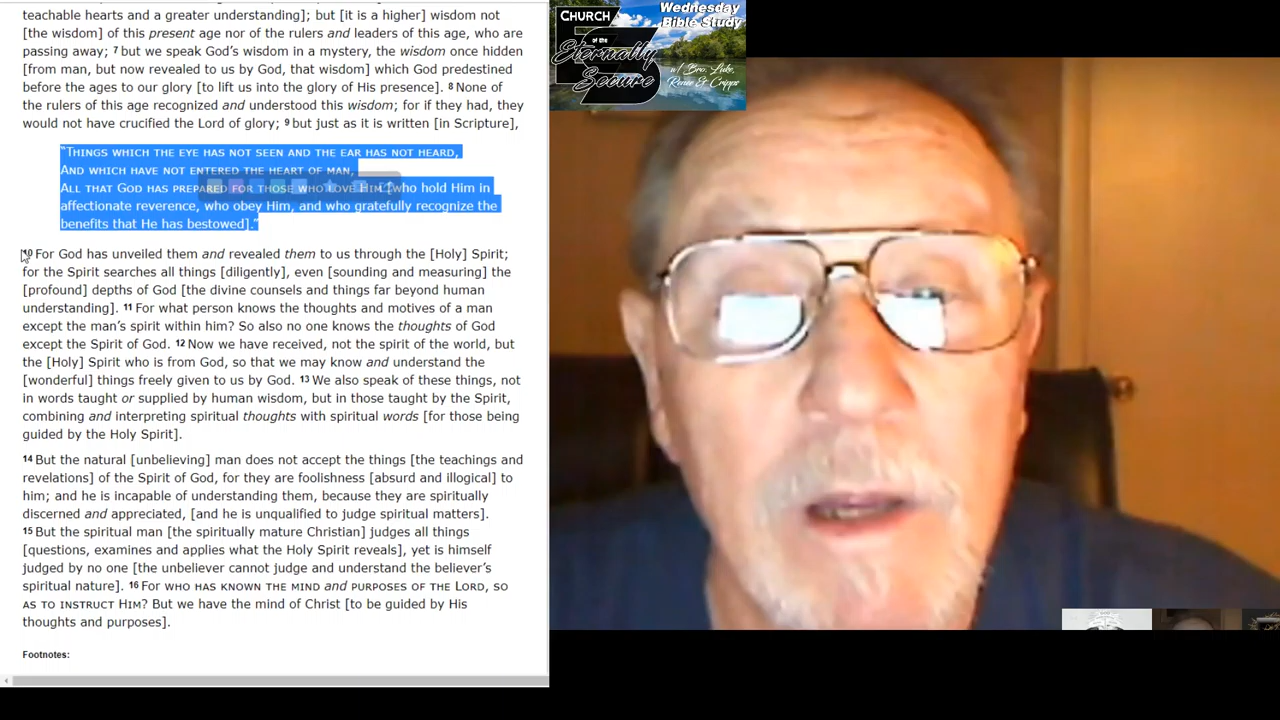 teachable hearts and a greater understanding]; but [it is a higher] wisdom not
[the wisdom] of this present age nor of the rulers and leaders of this age, who are
passing away; 7 but we speak God's wisdom in a mystery, the wisdom once hidden
[from man, but now revealed to us by God, that wisdom] which God predestined
before the ages to our glory [to lift us into the glory of His presence]. 8 None of
the rulers of this age recognized and understood this wisdom; for if they had, they
would not have crucified the Lord of glory; 9 but just as it is written [in Scripture],
“THINGS WHICH THE EYE HAS NOT SEEN AND THE EAR HAS NOT HEARD,
AND WHICH HAVE NOT ENTERED THE HEART OF MAN,
ALL THAT GOD HAS PREPARED FOR THOSE WHO LOVE HIM [who hold Him in
affectionate reverence, who obey Him, and who gratefully recognize the
benefits that He has bestowed].”
10 For God has unveiled them and revealed them to us through the [Holy] Spirit;
for the Spirit searches all things [diligently], even [sounding and measuring] the
[profound] depths of God [the divine counsels and things far beyond human
understanding]. 11 For what person knows the thoughts and motives of a man
except the man's spirit within him? So also no one knows the thoughts of God
except the Spirit of God. 12 Now we have received, not the spirit of the world, but
the [Holy] Spirit who is from God, so that we may know and understand the
[wonderful] things freely given to us by God. 13 We also speak of these things, not
in words taught or supplied by human wisdom, but in those taught by the Spirit,
combining and interpreting spiritual thoughts with spiritual words [for those being
guided by the Holy Spirit].
14 But the natural [unbelieving] man does not accept the things [the teachings and
revelations] of the Spirit of God, for they are foolishness [absurd and illogical] to
him; and he is incapable of understanding them, because they are spiritually
discerned and appreciated, [and he is unqualified to judge spiritual matters].
15 But the spiritual man [the spiritually mature Christian] judges all things
[questions, examines and applies what the Holy Spirit reveals], yet is himself
judged by no one [the unbeliever cannot judge and understand the believer's
spiritual nature]. 16 For WHO HAS KNOWN THE MIND and PURPOSES OF THE LORD, SO
AS TO INSTRUCT HIM? But we have the mind of Christ [to be guided by His
thoughts and purposes].
Footnotes:
CHURCH
of the
Eternally
Secure
Wednesday
Bible Study
w/ Bro. Luke,
Renee & Cripps